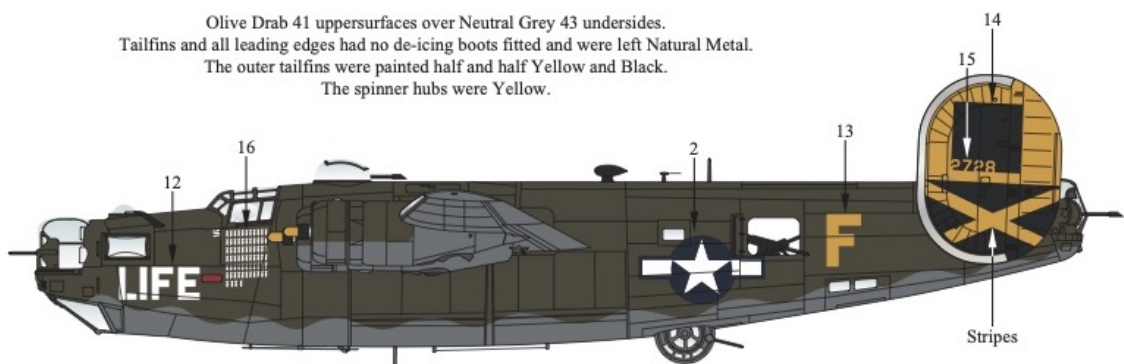 Olive Drab 41 uppersurfaces over Neutral Grey 43 undersides.
Tailfins and all leading edges had no de-icing boots fitted and were left Natural Metal.
The outer tailfins were painted half and half Yellow and Black.
The spinner hubs were Yellow.
14
15
2
13
16
12
2728
F
LIFE
Stripes